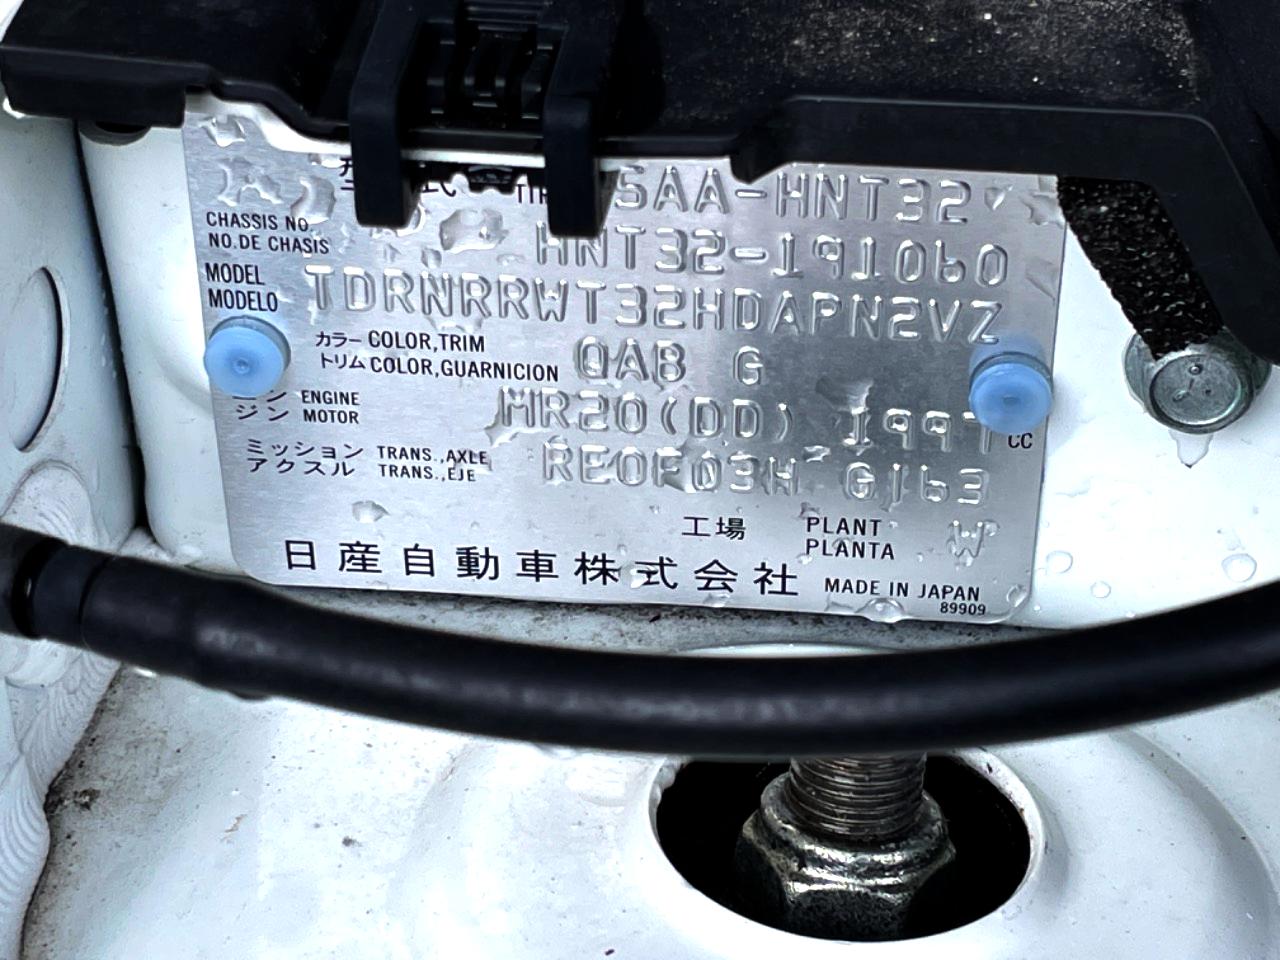 5AA-HNT32
CHASSIS NO.
NO.DE CHASIS
HNT32-191060
MODEL
MODELO
TDRNRRWT32HDAPN2VZ
カラー COLOR,TRIM
トリム COLOR,GUARNICION
QAB G
ENGINE
ジン MOTOR
MR20(DD) 1997
CC
ミッション TRANS.,AXLE
アクスル TRANS.,EJE
RE0F03H G163
工場 PLANT
PLANTA
W
日産自動車株式会社 MADE IN JAPAN
89909